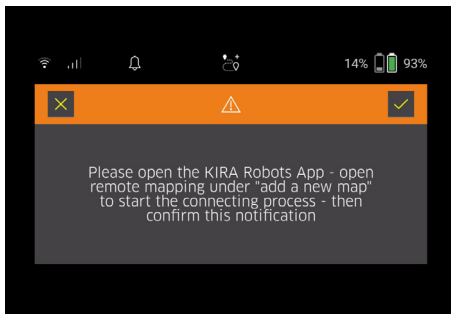 14% 93%
Please open the KIRA Robots App - open
remote mapping under "add a new map"
to start the connecting process - then
confirm this notification